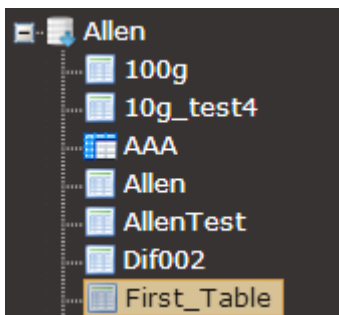 Allen
100g
10g_test4
AAA
Allen
AllenTest
Dif002
First_Table